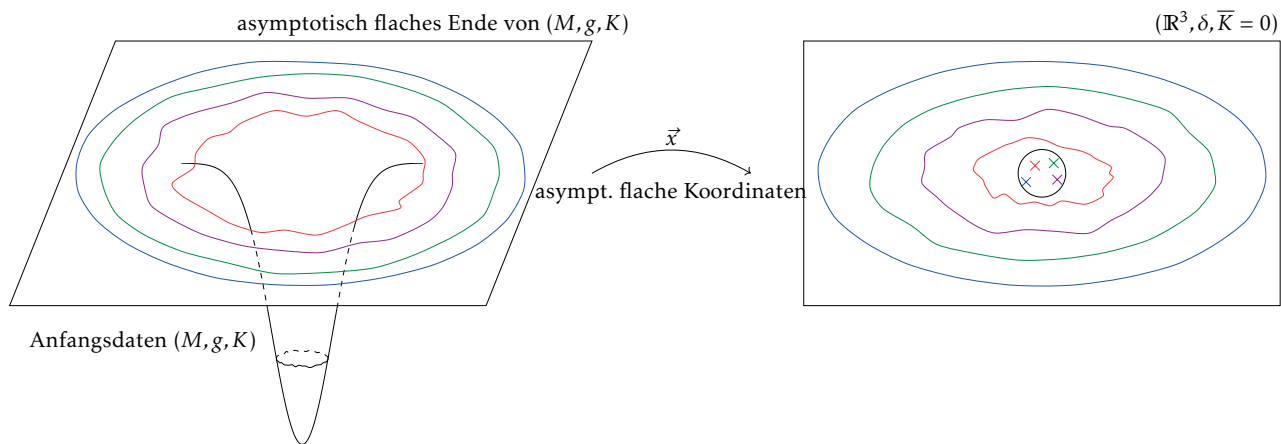 asymptotisch flaches Ende von (M, g, K)
(ℝ³, δ, K̅ = 0)
x⃗
asympt. flache Koordinaten
Anfangsdaten (M, g, K)